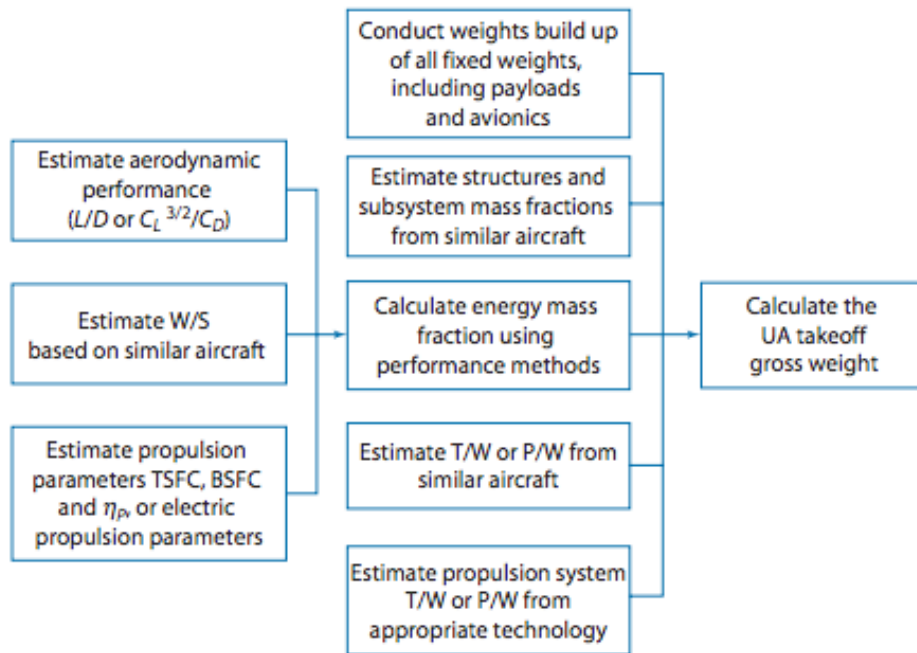 Conduct weights build up
of all fixed weights,
including payloads
and avionics
Estimate aerodynamic
performance
(L/D or C_L^3/2/C_D)
Estimate structures and
subsystem mass fractions
from similar aircraft
Estimate W/S
based on similar aircraft
Calculate energy mass
fraction using
performance methods
Calculate the
UA takeoff
gross weight
Estimate propulsion
parameters TSFC, BSFC
and η_P, or electric
propulsion parameters
Estimate T/W or P/W from
similar aircraft
Estimate propulsion system
T/W or P/W from
appropriate technology